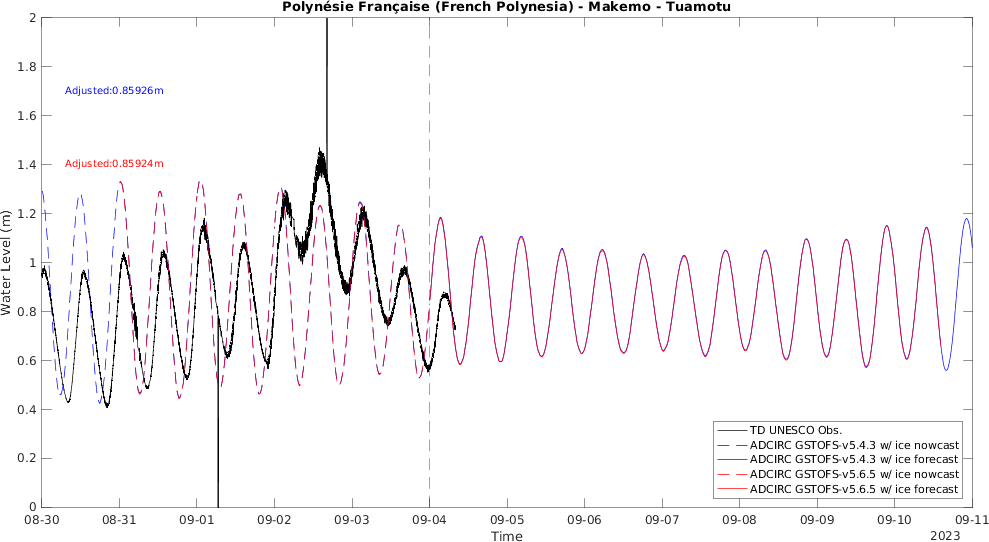 Polynésie Française (French Polynesia) - Makemo - Tuamotu
2
1.8
1.6
1.4
1.2
1
0.8
0.6
0.4
0.2
0
Water Level (m)
Adjusted:0.85926m
Adjusted:0.85924m
TD UNESCO Obs.
ADCIRC GSTOFS-v5.4.3 w/ ice nowcast
ADCIRC GSTOFS-v5.4.3 w/ ice forecast
ADCIRC GSTOFS-v5.6.5 w/ ice nowcast
ADCIRC GSTOFS-v5.6.5 w/ ice forecast
08-30 08-31 09-01 09-02 09-03 09-04 09-05 09-06 09-07 09-08 09-09 09-10 09-11
Time
2023